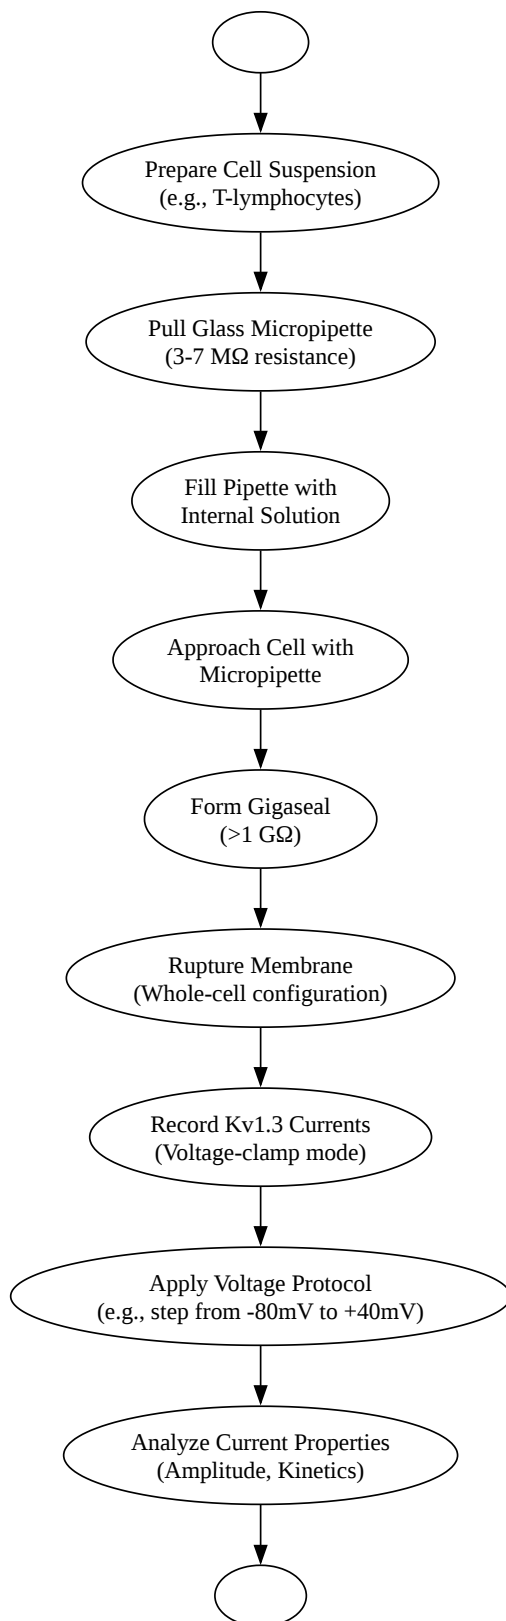 Prepare Cell Suspension
(e.g., T-lymphocytes)
Pull Glass Micropipette
(3-7 MΩ resistance)
Fill Pipette with
Internal Solution
Approach Cell with
Micropipette
Form Gigaseal
(>1 GΩ)
Rupture Membrane
(Whole-cell configuration)
Record Kv1.3 Currents
(Voltage-clamp mode)
Apply Voltage Protocol
(e.g., step from -80mV to +40mV)
Analyze Current Properties
(Amplitude, Kinetics)